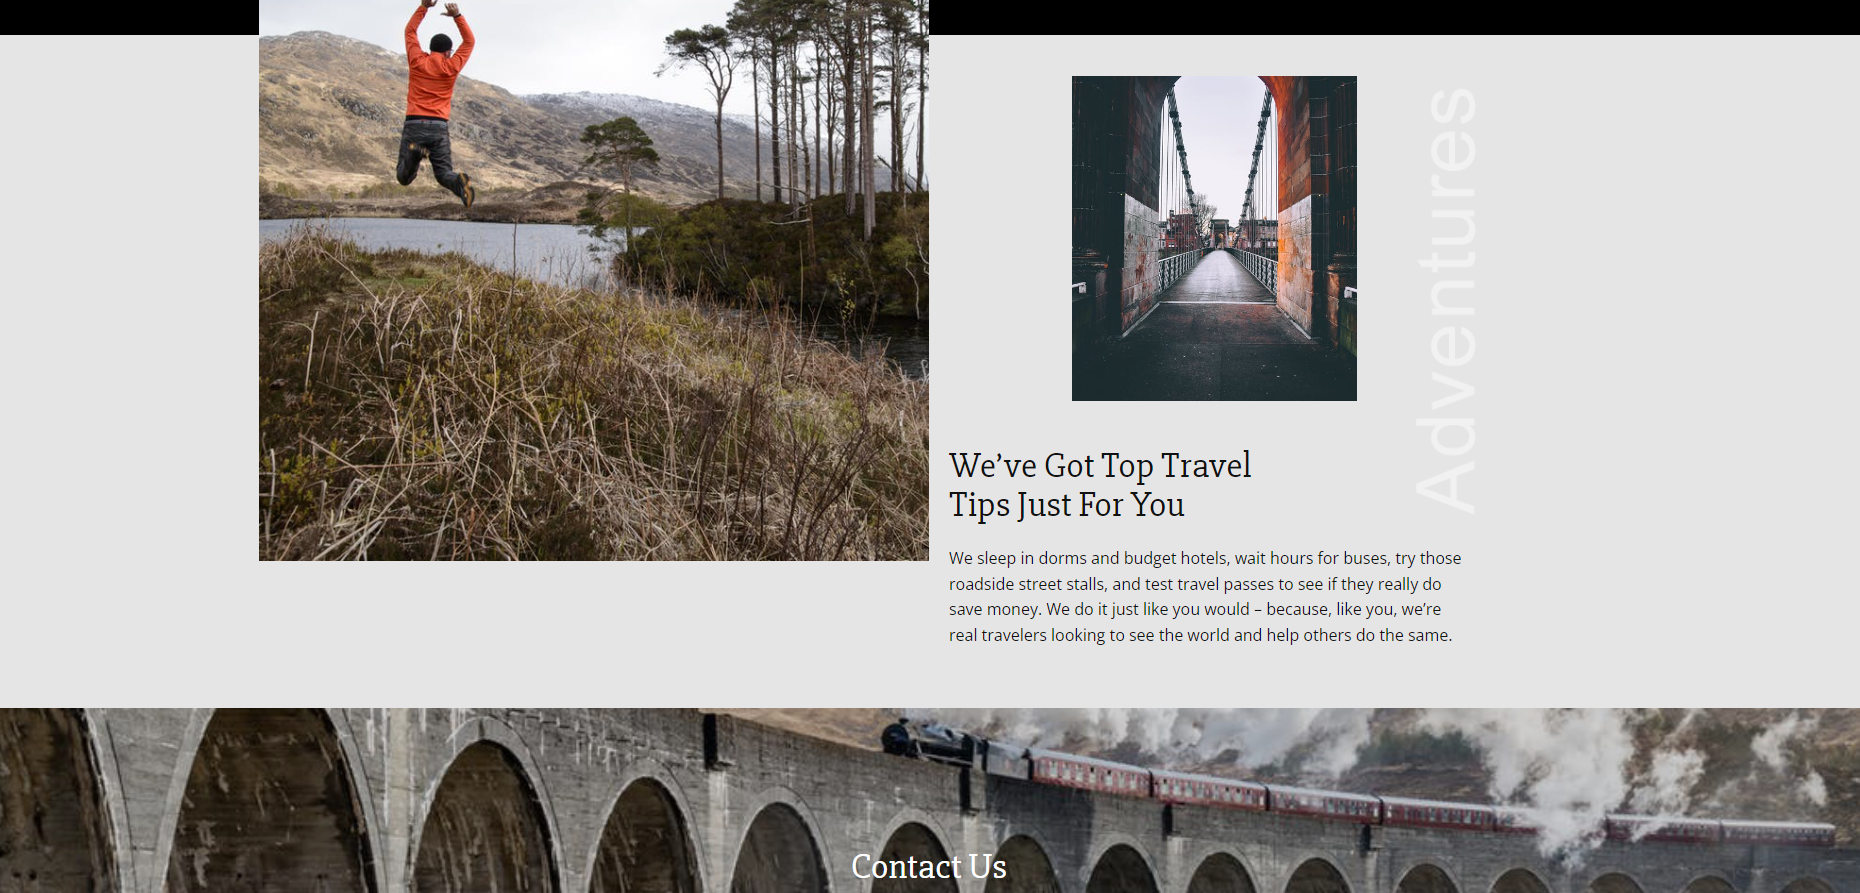 Adventures
We’ve Got Top Travel
Tips Just For You
We sleep in dorms and budget hotels, wait hours for buses, try those
roadside street stalls, and test travel passes to see if they really do
save money. We do it just like you would – because, like you, we’re
real travelers looking to see the world and help others do the same.
Contact Us